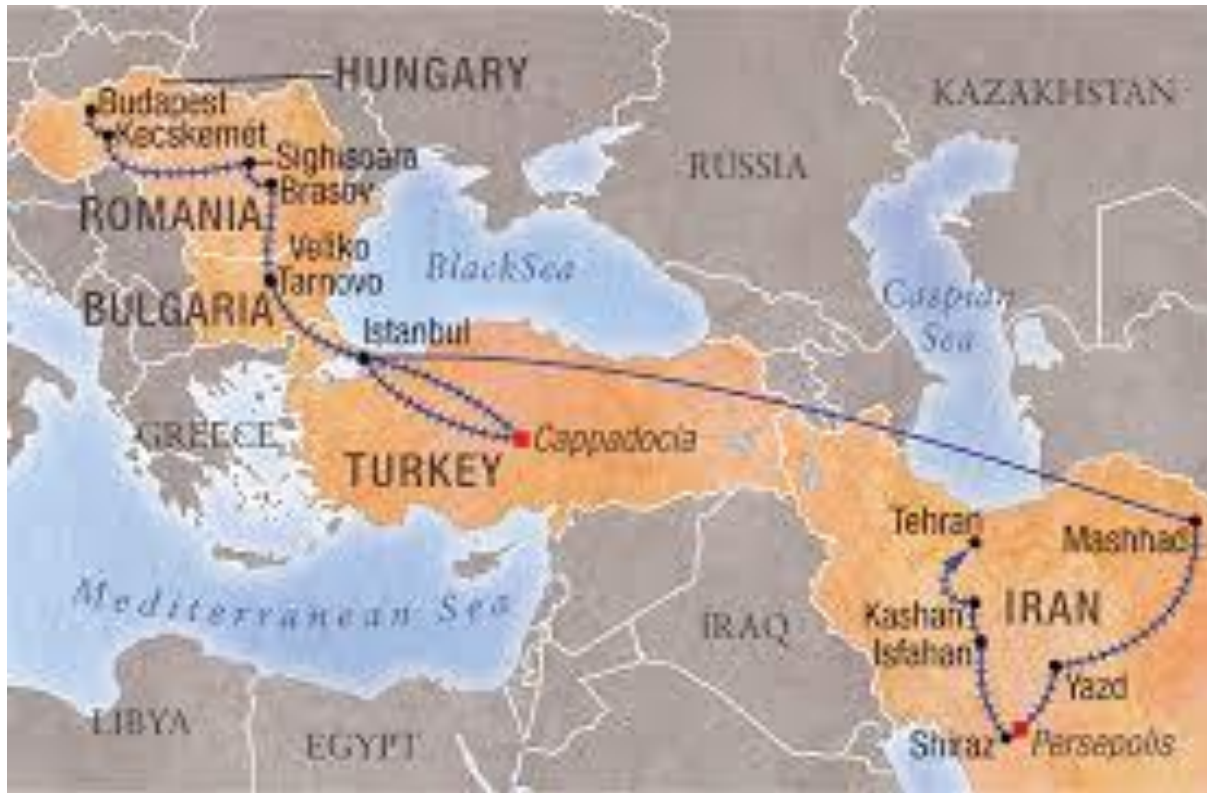 HUNGARY
KAZAKHSTAN
Budapest
Kecskemét
RUSSIA
Sighisoara
Brasov
ROMANIA
Veliko
Tarnovo
Black Sea
BULGARIA
Caspian
Sea
Istanbul
GREECE
Cappadocia
TURKEY
Tehran
Mashhad
Mediterranean Sea
Kashan
IRAN
IRAQ
Isfahan
Yazd
LIBYA
EGYPT
Shiraz
Persepolis